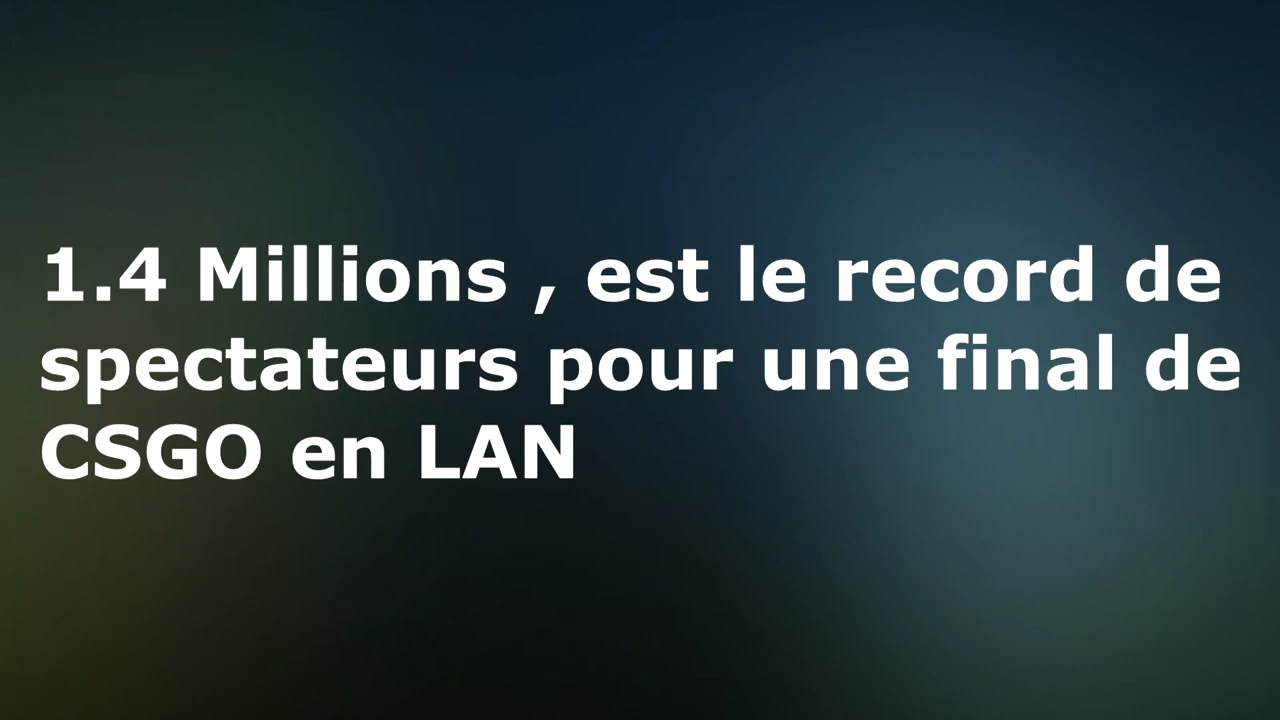 1.4 Millions , est le record de
spectateurs pour une final de
CSGO en LAN